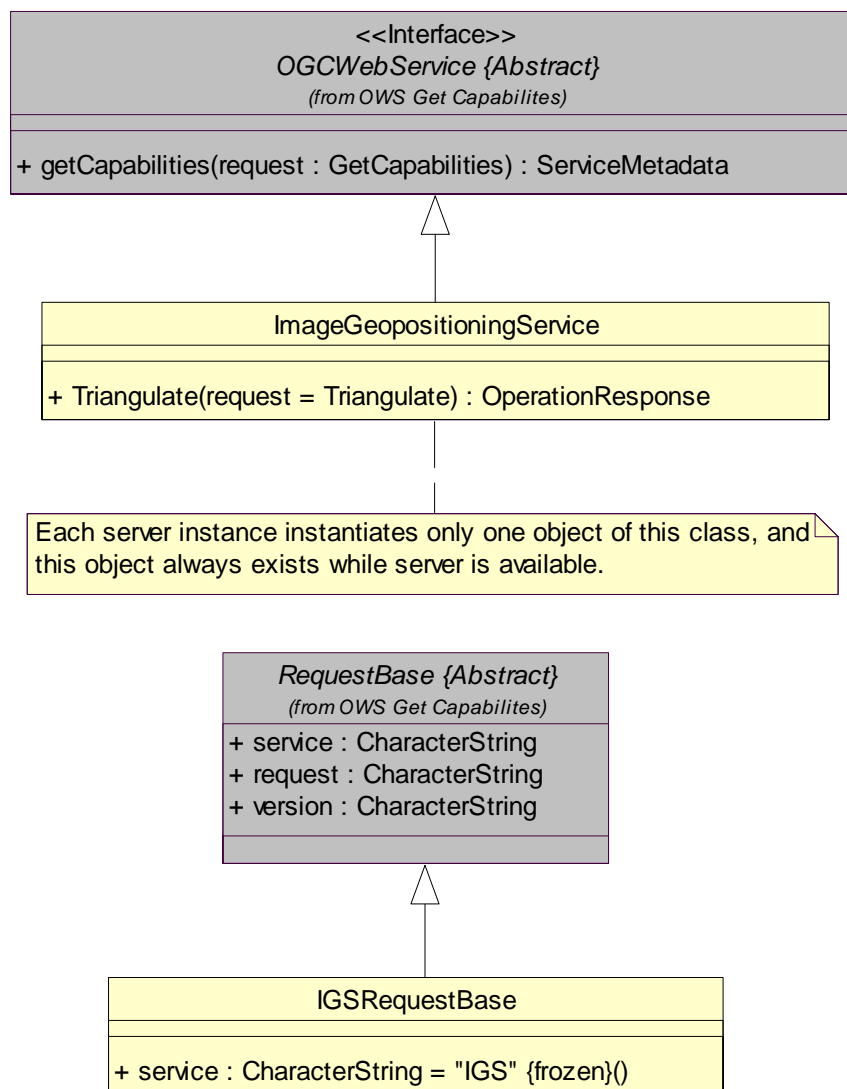 <<Interface>>
OGCWebService {Abstract}
(from OWS Get Capabilites)
+ getCapabilities(request : GetCapabilities) : ServiceMetadata
ImageGeopositioningService
+ Triangulate(request = Triangulate) : OperationResponse
Each server instance instantiates only one object of this class, and
this object always exists while server is available.
RequestBase {Abstract}
(from OWS Get Capabilites)
+ service : CharacterString
+ request : CharacterString
+ version : CharacterString
IGSRequestBase
+ service : CharacterString = "IGS" {frozen}()